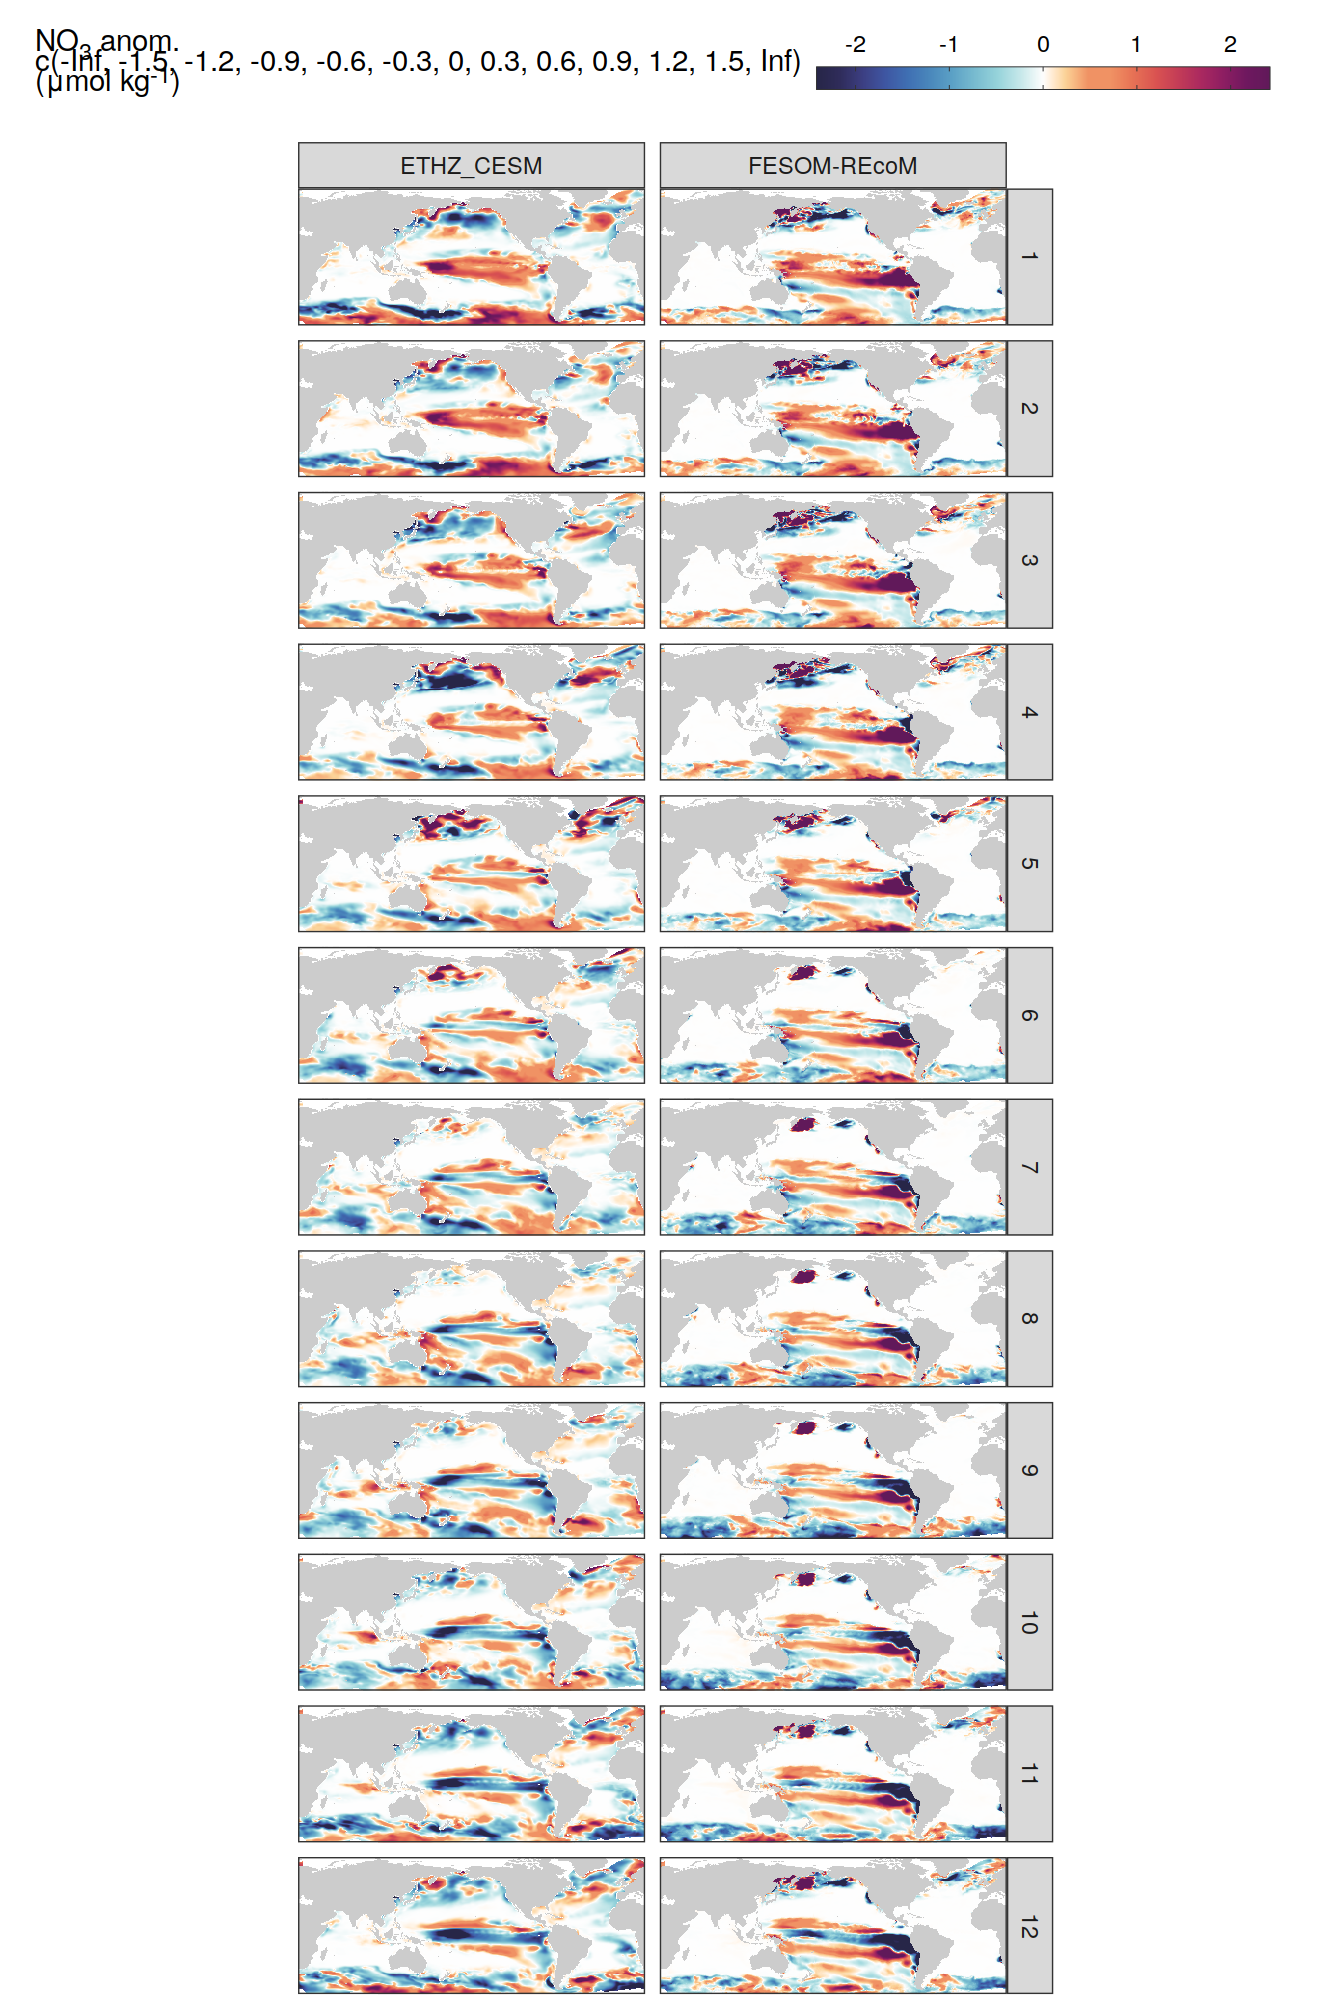 NO₃ anom.
c(-Inf, -1.5, -1.2, -0.9, -0.6, -0.3, 0, 0.3, 0.6, 0.9, 1.2, 1.5, Inf)
(µmol kg⁻¹)
-2 -1 0 1 2
ETHZ_CESM FESOM-REcoM
1
2
3
4
5
6
7
8
9
10
11
12